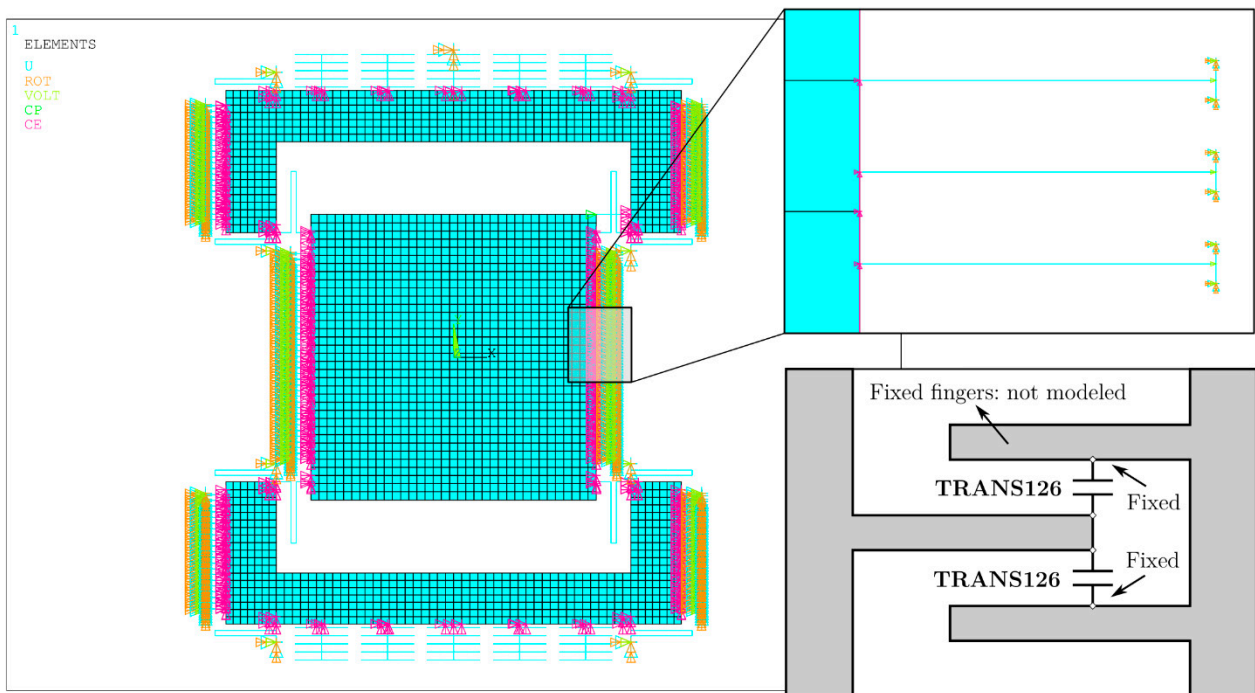 1
ELEMENTS
U
ROT
VOLT
CP
CE
X
Fixed fingers: not modeled
TRANS126
Fixed
Fixed
TRANS126